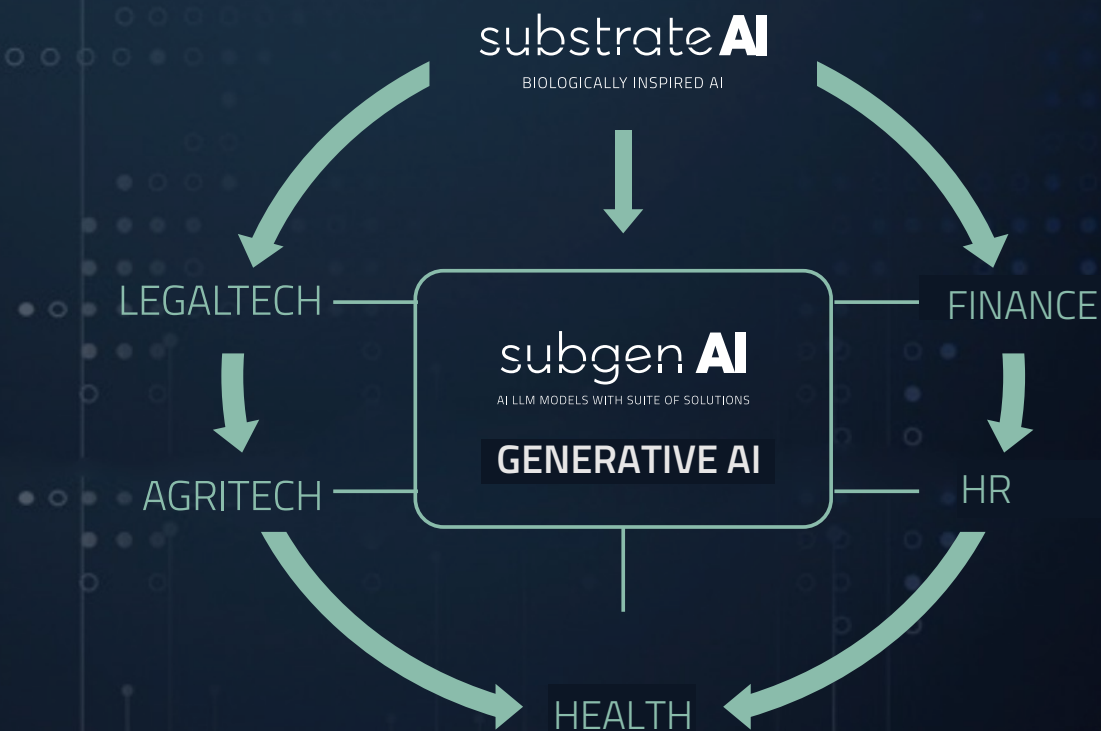 substrate AI
BIOLOGICALLY INSPIRED AI
LEGALTECH
FINANCE
subgen AI
AI LLM MODELS WITH SUITE OF SOLUTIONS
GENERATIVE AI
AGRITECH
HR
HEALTH